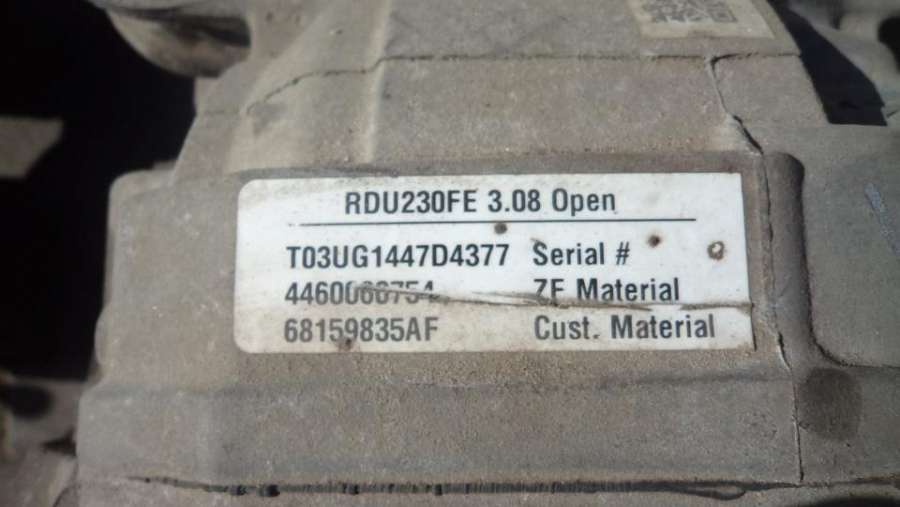 RDU230FE 3.08 Open
T03UG1447D4377 Serial #
ZF Material
68159835AF Cust. Material